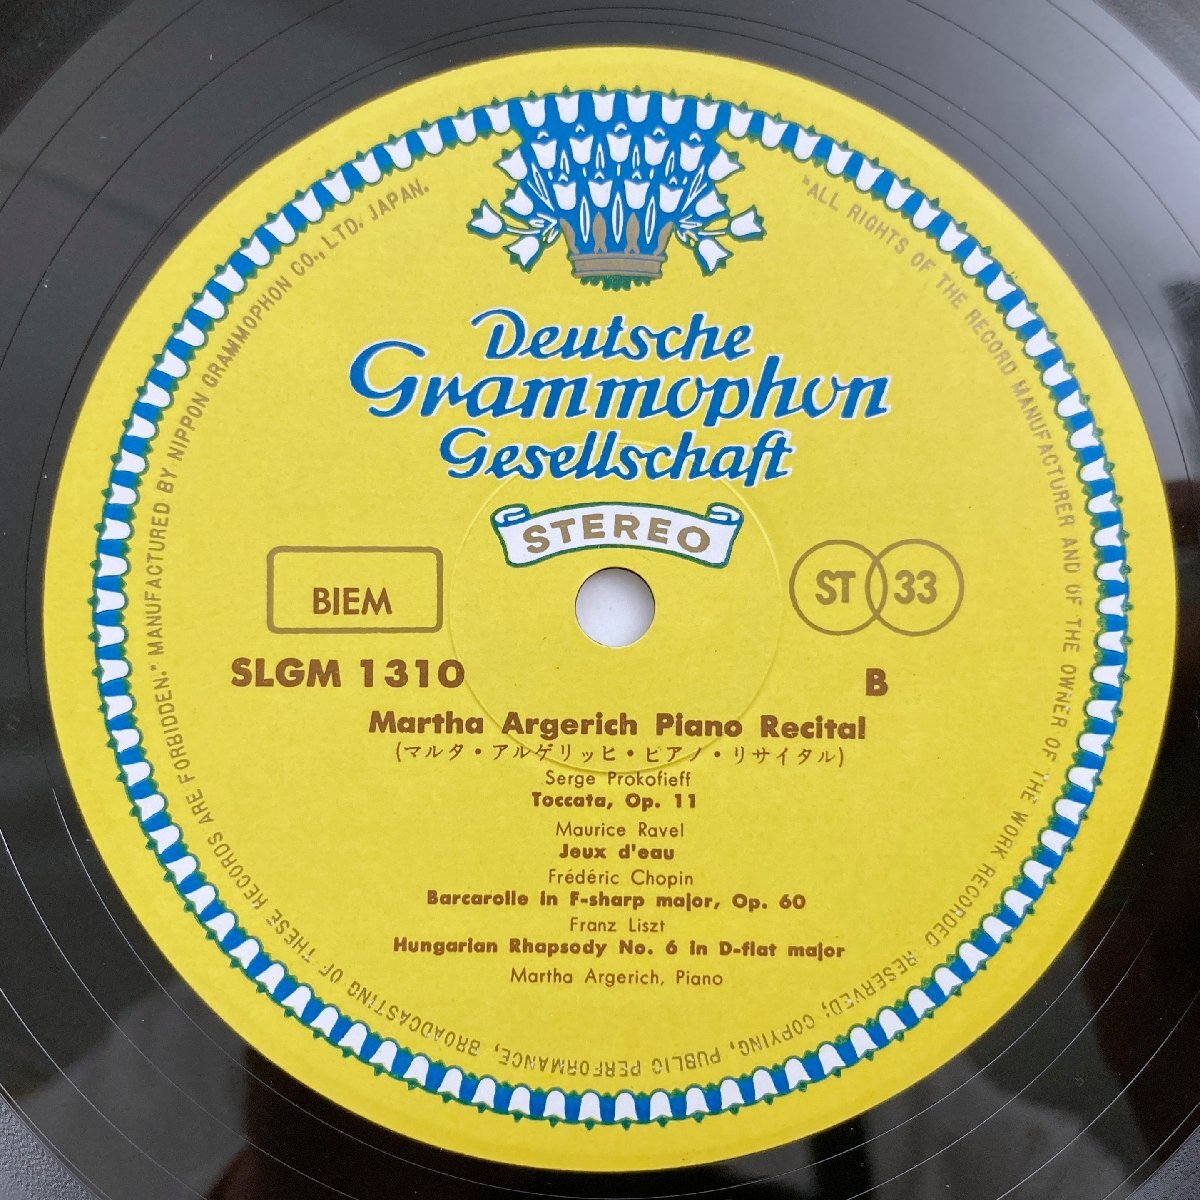 Deutsche
Grammophon
Gesellschaft
STEREO
BIEM
ST 33
SLGM 1310
B
Martha Argerich Piano Recital
(マルタ・アルゲリッヒ・ピアノ・リサイタル)
Serge Prokofieff
Toccata, Op. 11
Maurice Ravel
Jeux d'eau
Frédéric Chopin
Barcarolle in F-sharp major, Op. 60
Franz Liszt
Hungarian Rhapsody No. 6 in D-flat major
Martha Argerich, Piano
"ALL RIGHTS OF THE RECORD MANUFACTURER AND OF THE OWNER OF THE WORK RECORDED RESERVED, COPYING, PUBLIC PERFORMANCE, BROADCASTING OF THESE RECORDS ARE FORBIDDEN." MANUFACTURED BY NIPPON GRAMMOPHON CO., LTD. JAPAN.